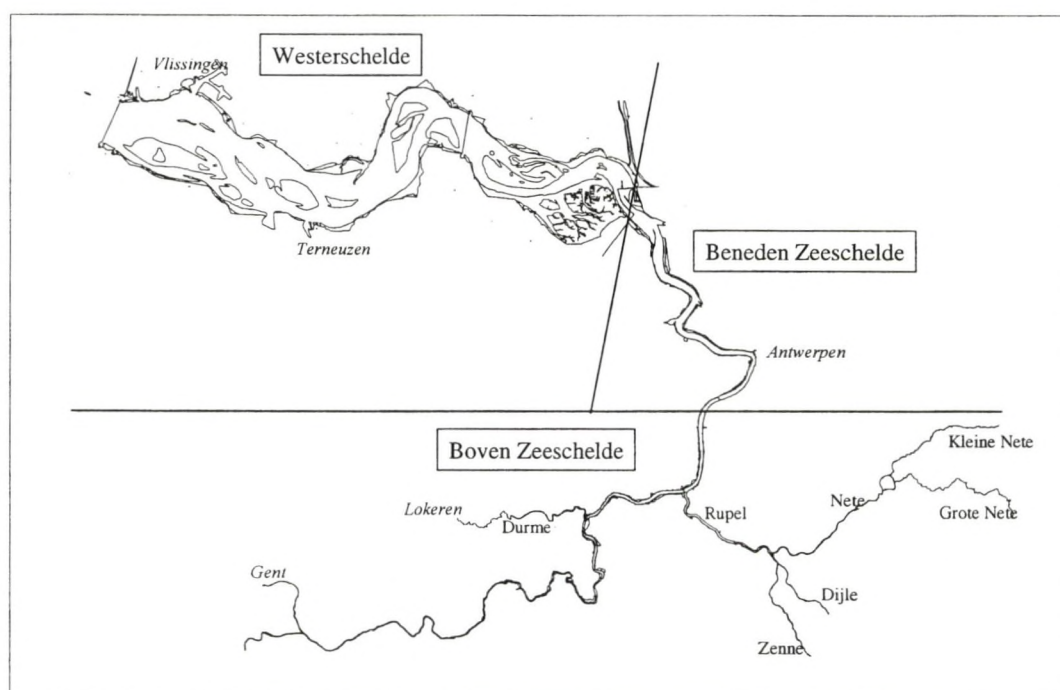 Westerschelde
Vlissingen
Terneuzen
Beneden Zeeschelde
Antwerpen
Boven Zeeschelde
Kleine Nete
Nete
Grote Nete
Lokeren
Durme
Rupel
Gent
Dijle
Zenne